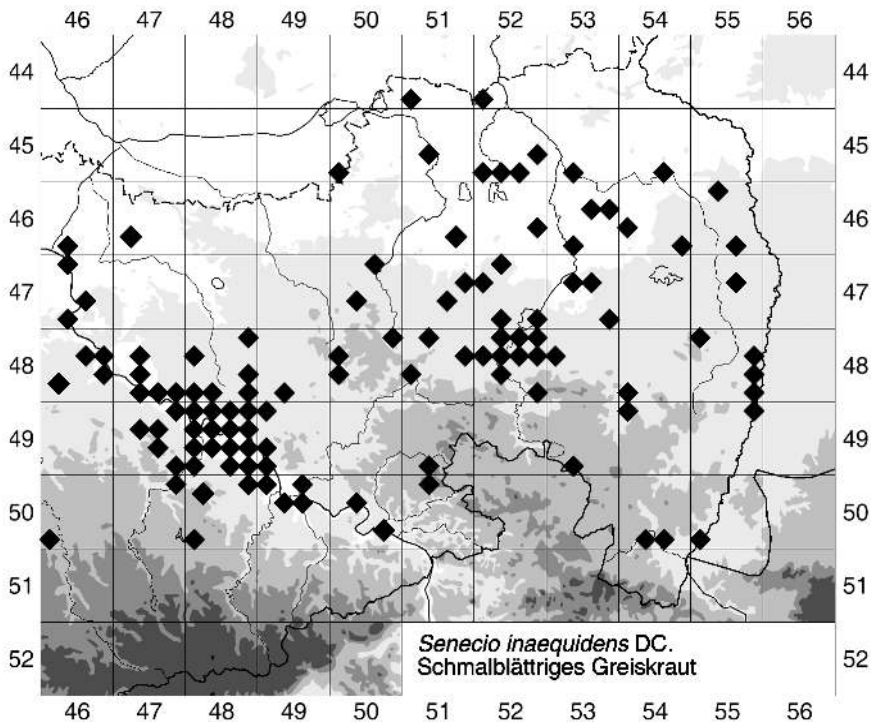 46 47 48 49 50 51 52 53 54 55 56
44 44
45 45
46 46
47 47
48 48
49 49
50 50
51 51
Senecio inaequidens DC.
Schmalblättriges Greiskraut
52 52
46 47 48 49 50 51 52 53 54 55 56